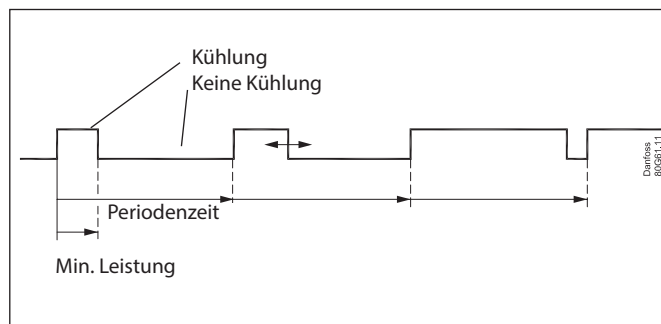 Kühlung
Keine Kühlung
Periodenzeit
Min. Leistung
Danfoss
80G61.11